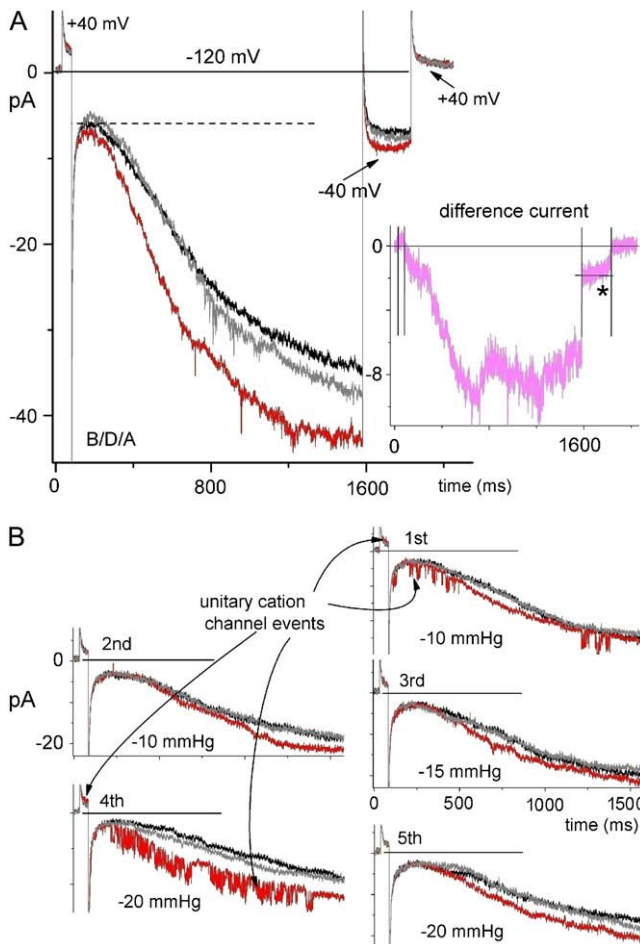 A
+40 mV
0
-120 mV
pA
+40 mV
-40 mV
-20
difference current
0
*
-8
0
1600
-40
B/D/A
0
800
1600
time (ms)
B
1st
unitary cation
channel events
-10 mmHg
2nd
0
pA
-10 mmHg
-20
3rd
-15 mmHg
0
500
1000
1500
time (ms)
4th
-20 mmHg
5th
-20 mmHg